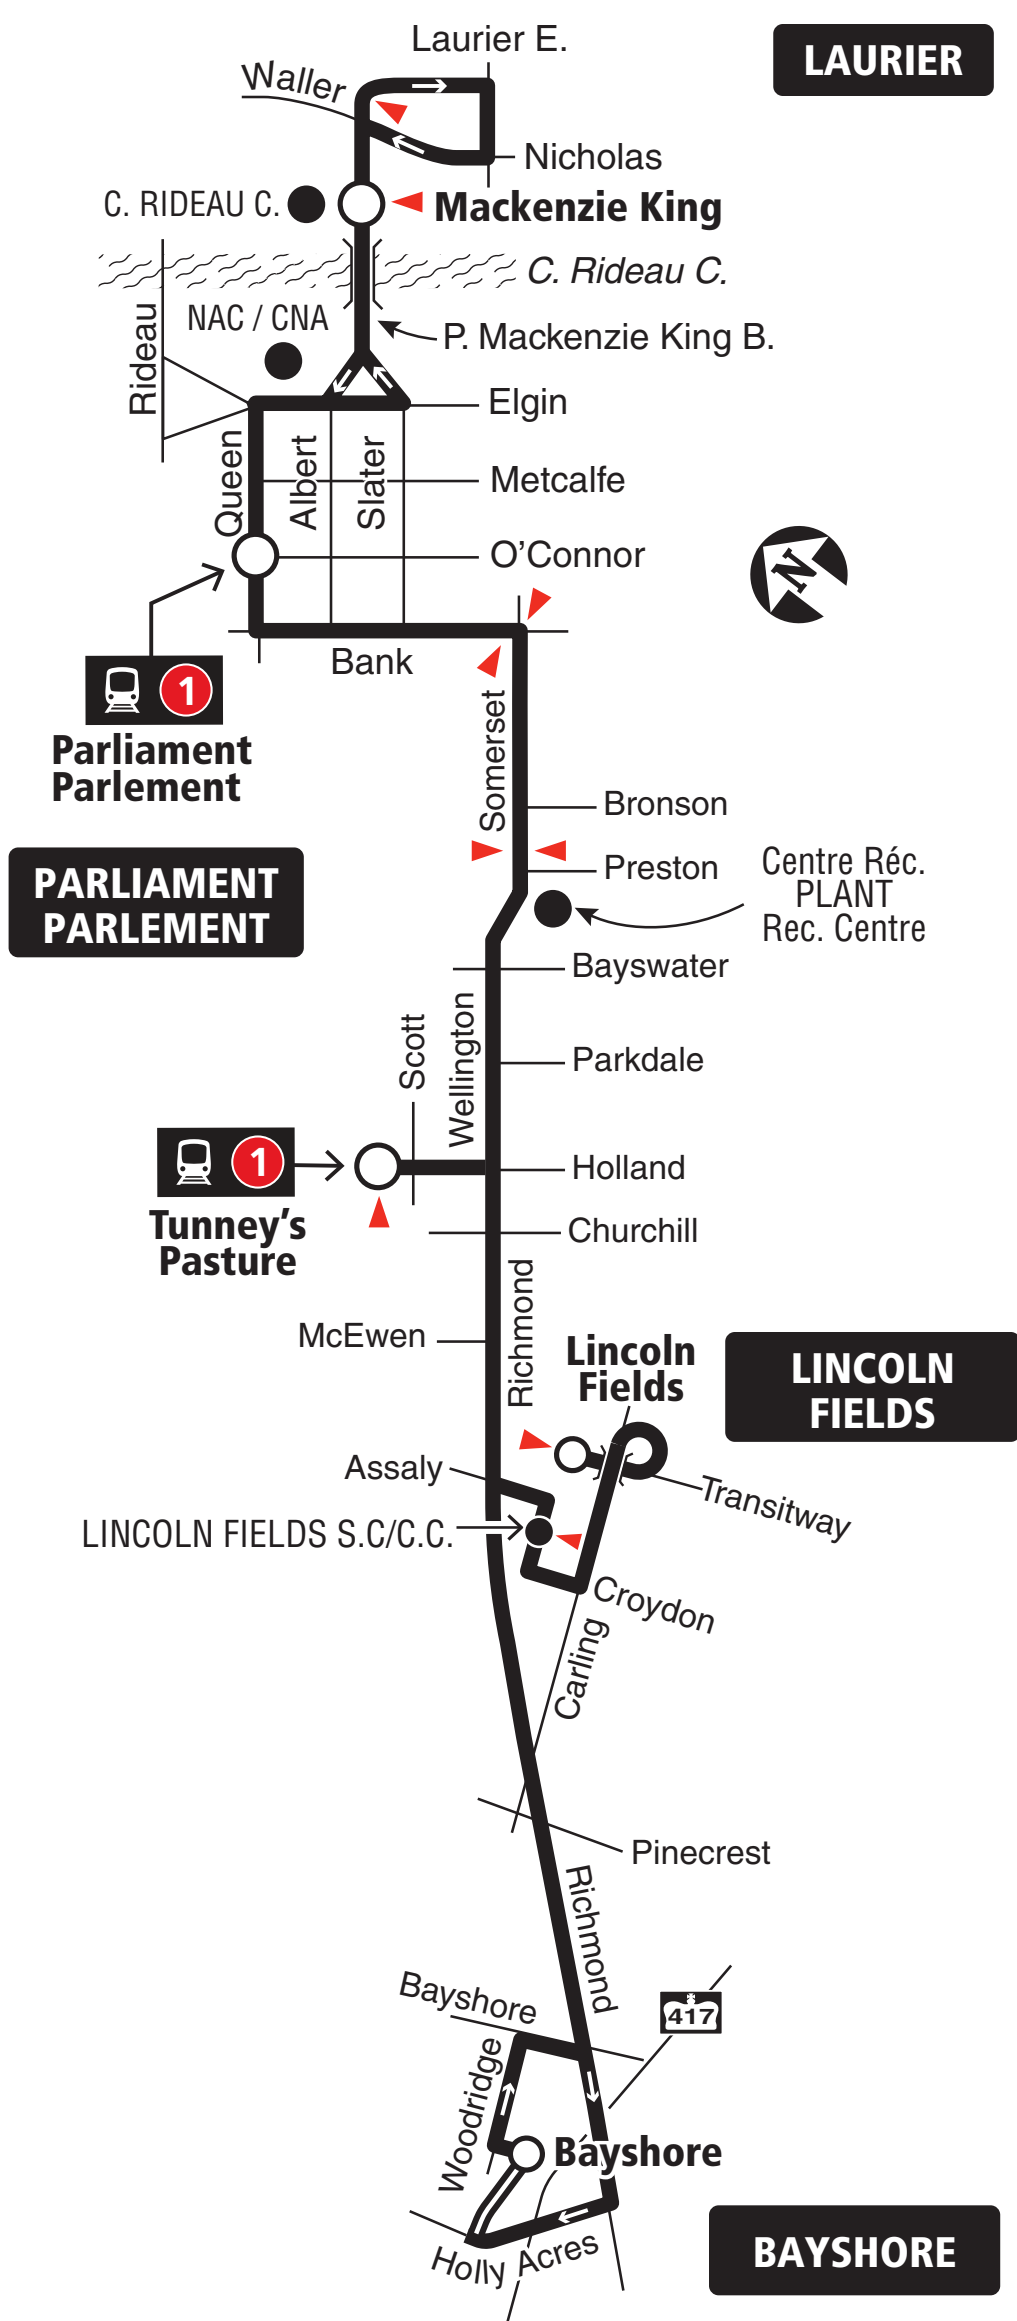 Laurier E.
LAURIER
Waller
Nicholas
C. RIDEAU C.
Mackenzie King
C. Rideau C.
NAC / CNA
P. Mackenzie King B.
Rideau
Elgin
Queen
Albert
Slater
Metcalfe
O'Connor
N
Bank
1
Parliament
Parlement
Somerset
Bronson
Preston
PARLIAMENT
PARLEMENT
Centre Réc.
PLANT
Rec. Centre
Bayswater
Scott
Wellington
Parkdale
1
Holland
Tunney's
Pasture
Churchill
Richmond
McEwen
Lincoln
Fields
LINCOLN
FIELDS
Assaly
Transitway
LINCOLN FIELDS S.C/C.C.
Croydon
Carling
Pinecrest
Richmond
Bayshore
417
Woodridge
Bayshore
Holly Acres
BAYSHORE